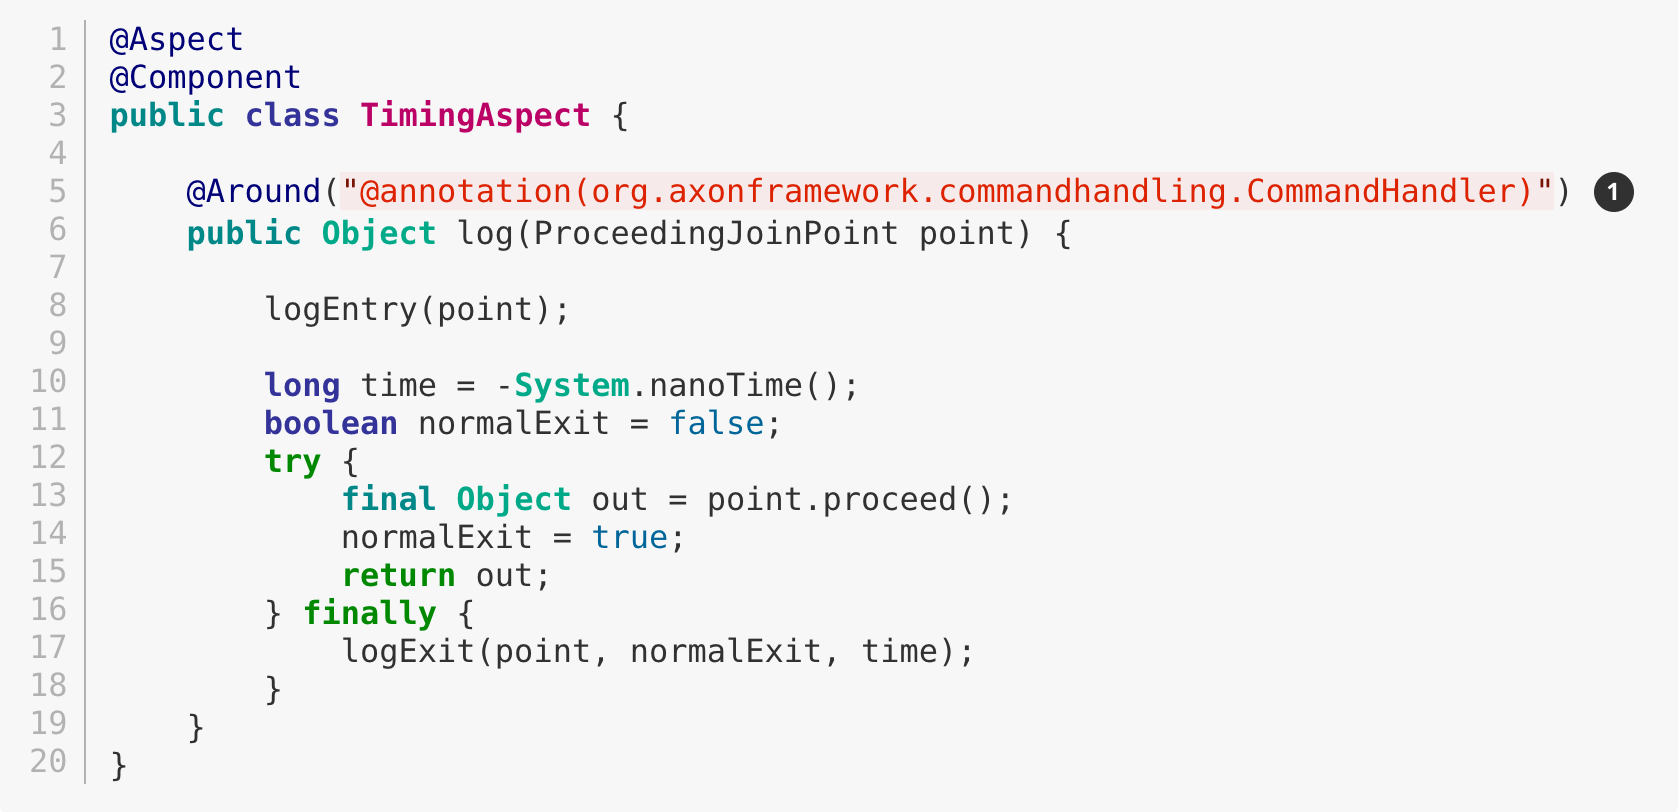 1 @Aspect
2 @Component
3 public class TimingAspect {
4
5 @Around("@annotation(org.axonframework.commandhandling.CommandHandler)") 1
6 public Object log(ProceedingJoinPoint point) {
7
8 logEntry(point);
9
10 long time = -System.nanoTime();
11 boolean normalExit = false;
12 try {
13 final Object out = point.proceed();
14 normalExit = true;
15 return out;
16 } finally {
17 logExit(point, normalExit, time);
18 }
19 }
20 }